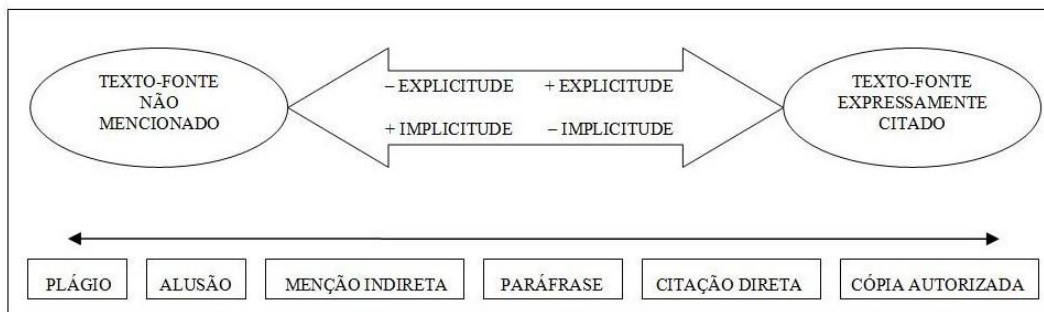 TEXTO-FONTE
NÃO
MENCIONADO
– EXPLICITUDE + EXPLICITUDE
+ IMPLICITUDE – IMPLICITUDE
TEXTO-FONTE
EXPRESSAMENTE
CITADO
PLÁGIO
ALUSÃO
MENÇÃO INDIRETA
PARÁFRASE
CITAÇÃO DIRETA
CÓPIA AUTORIZADA